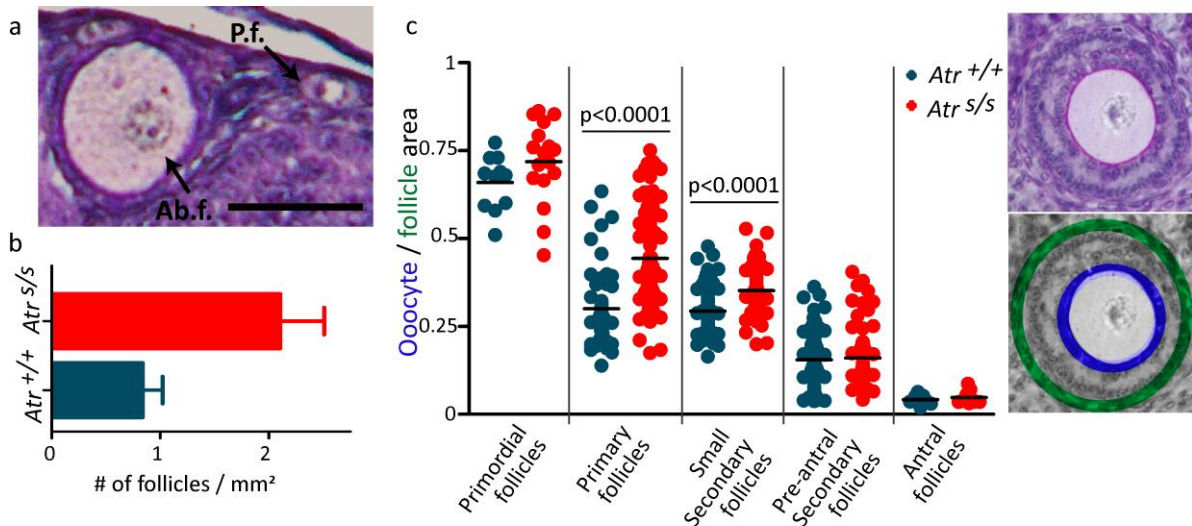 a
P.f.
Ab.f.
b
Atr s/s
Atr +/+
0 1 2
# of follicles / mm²
c
Atr +/+
Atr s/s
Ooocyte / follicle area
1
0.75
0.5
0.25
0
p<0.0001
p<0.0001
Primordial
follicles
Primary
follicles
Small
Secondary
follicles
Pre-antral
Secondary
follicles
Antral
follicles